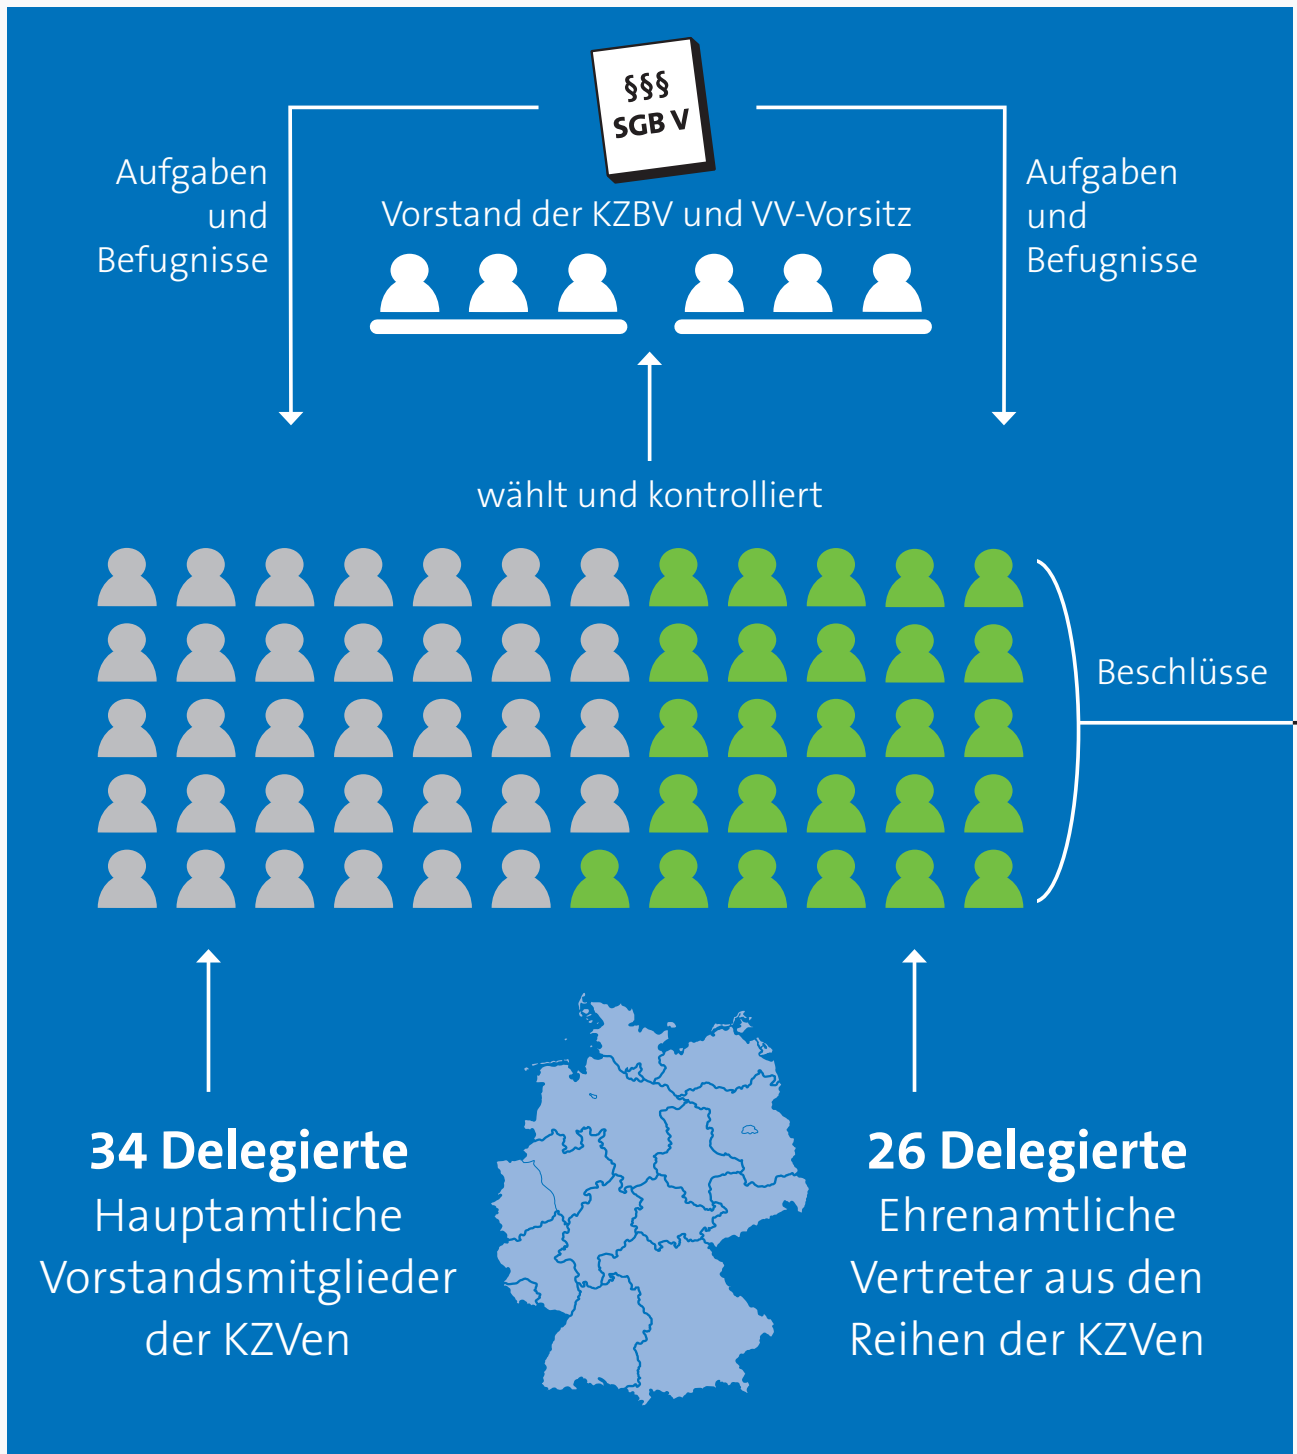 §§§
SGB V
Aufgaben
und
Befugnisse
Vorstand der KZBV und VV-Vorsitz
Aufgaben
und
Befugnisse
wählt und kontrolliert
Beschlüsse
34 Delegierte
Hauptamtliche
Vorstandsmitglieder
der KZVen
26 Delegierte
Ehrenamtliche
Vertreter aus den
Reihen der KZVen